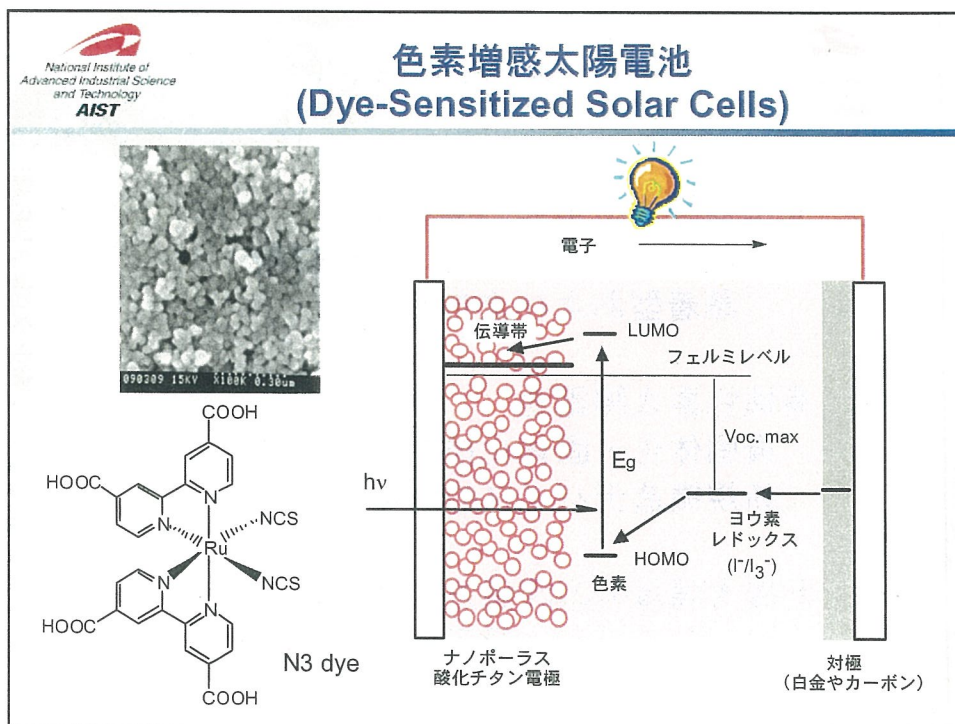 National Institute of
Advanced Industrial Science
and Technology
AIST
色素増感太陽電池
(Dye-Sensitized Solar Cells)
090309 15KV X100K 0.30um
電子
伝導帯
LUMO
フェルミレベル
Voc. max
Eg
hν
ヨウ素
レドックス
(I⁻/I₃⁻)
HOMO
色素
ナノポーラス
酸化チタン電極
対極
（白金やカーボン）
COOH
HOOC
N
N
NCS
Ru
N
NCS
N
HOOC
N3 dye
COOH